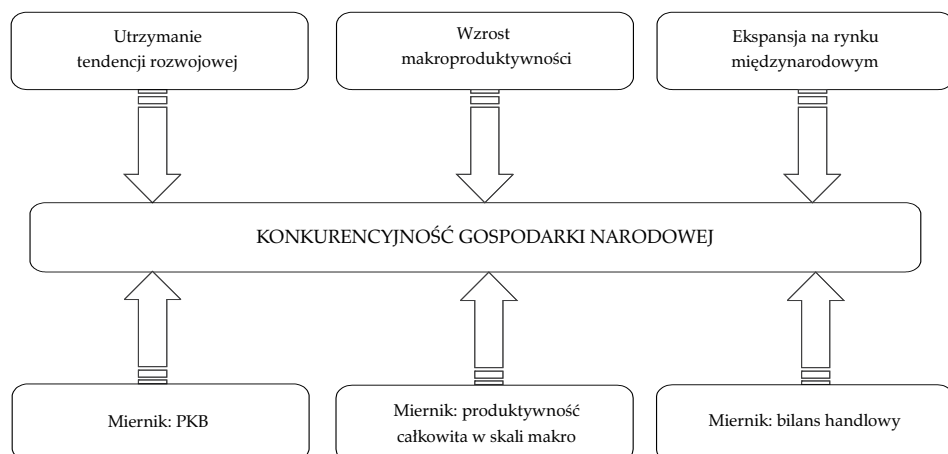 Utrzymanie
tendencji rozwojowej
Wzrost
makroproduktywności
Ekspansja na rynku
międzynarodowym
KONKURENCYJNOŚĆ GOSPODARKI NARODOWEJ
Miernik: PKB
Miernik: produktywność
całkowita w skali makro
Miernik: bilans handlowy